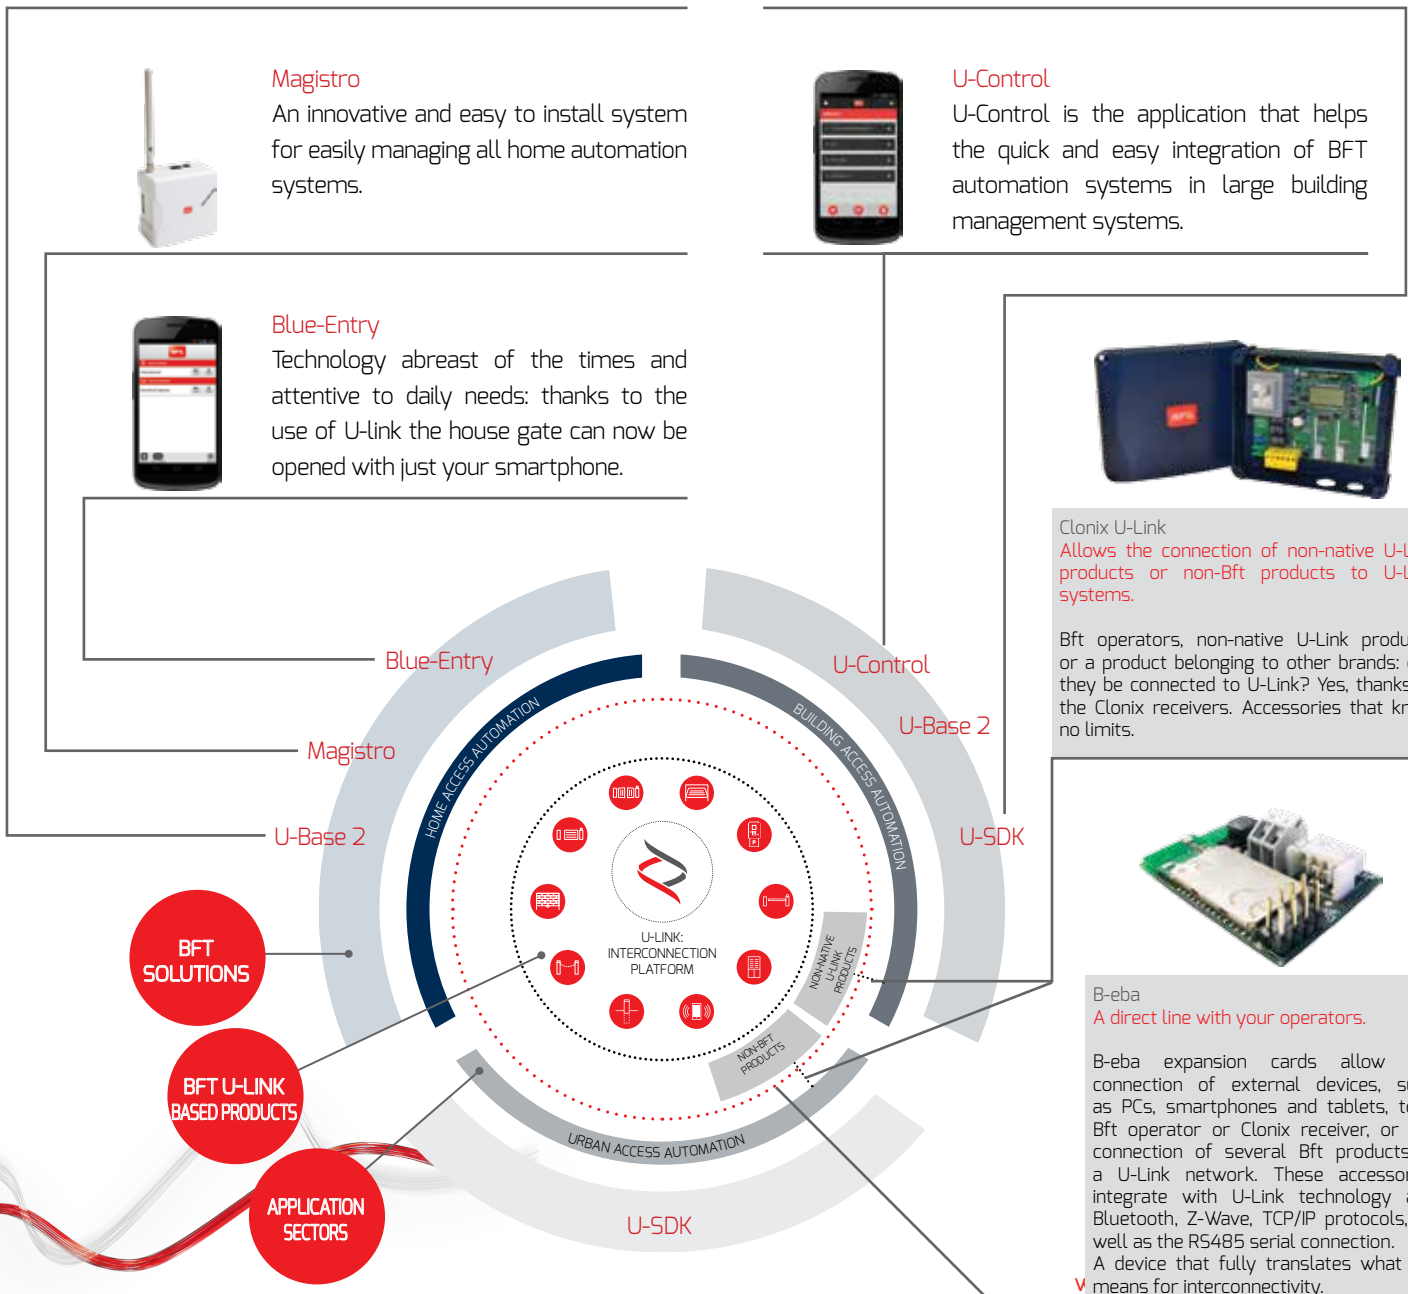 Magistro
An innovative and easy to install system
for easily managing all home automation
systems.
U-Control
U-Control is the application that helps
the quick and easy integration of BFT
automation systems in large building
management systems.
Blue-Entry
Technology abreast of the times and
attentive to daily needs: thanks to the
use of U-link the house gate can now be
opened with just your smartphone.
Clonix U-Link
Allows the connection of non-native
products or non-Bft products to
systems.
Bft operators, non-native U-Link
or a product belonging to other brands:
they be connected to U-Link? Yes, thanks
the Clonix receivers. Accessories that
no limits.
B-eba
A direct line with your operators.
B-eba expansion cards allow
connection of external devices,
as PCs, smartphones and tablets,
Bft operator or Clonix receiver, or
connection of several Bft products
a U-Link network. These
integrate with U-Link technology
Bluetooth, Z-Wave, TCP/IP protocols,
well as the RS485 serial connection.
A device that fully translates what
means for interconnectivity.
Blue-Entry
Magistro
U-Base 2
U-Control
U-Base 2
U-SDK
U-SDK
HOME ACCESS AUTOMATION
BUILDING ACCESS AUTOMATION
URBAN ACCESS AUTOMATION
U-LINK:
INTERCONNECTION
PLATFORM
NON-NATIVE
U-LINK
PRODUCTS
NON-BFT
PRODUCTS
BFT
SOLUTIONS
BFT U-LINK
BASED PRODUCTS
APPLICATION
SECTORS